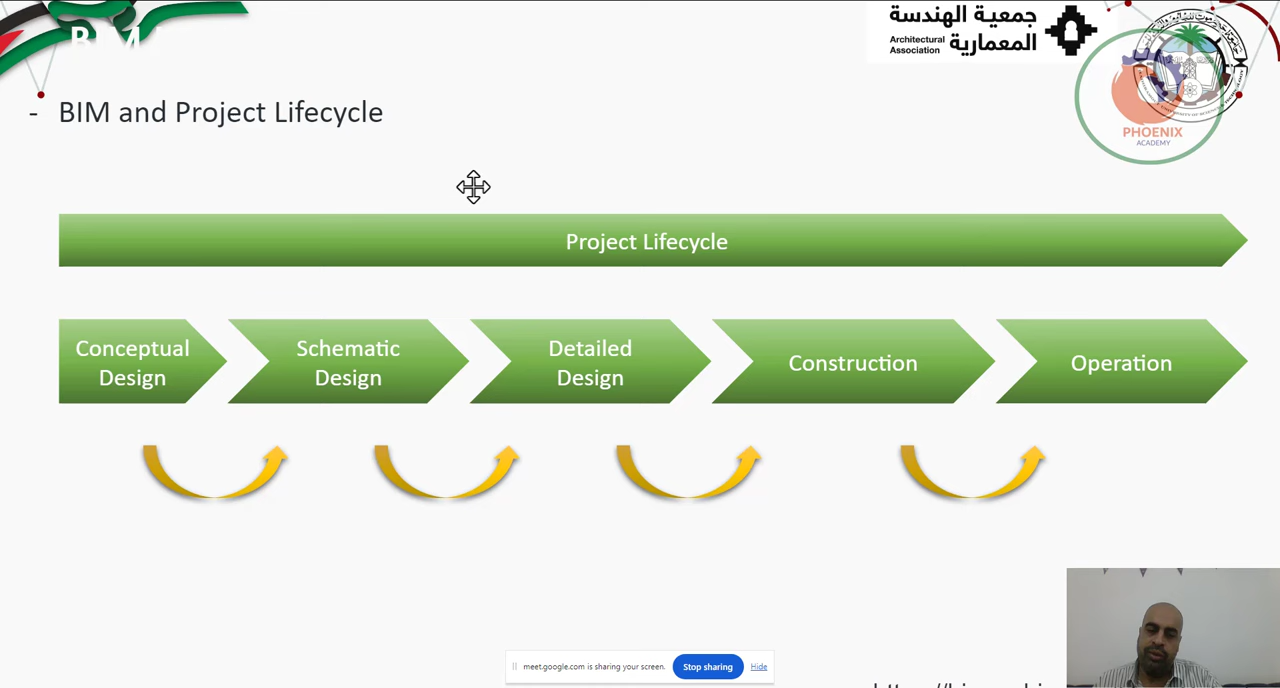 BIM
جمعية الهندسة
المعمارية
Architectural
Association
PHOENIX
ACADEMY
- BIM and Project Lifecycle
Project Lifecycle
Conceptual
Design
Schematic
Design
Detailed
Design
Construction
Operation
meet.google.com is sharing your screen.
Stop sharing
Hide